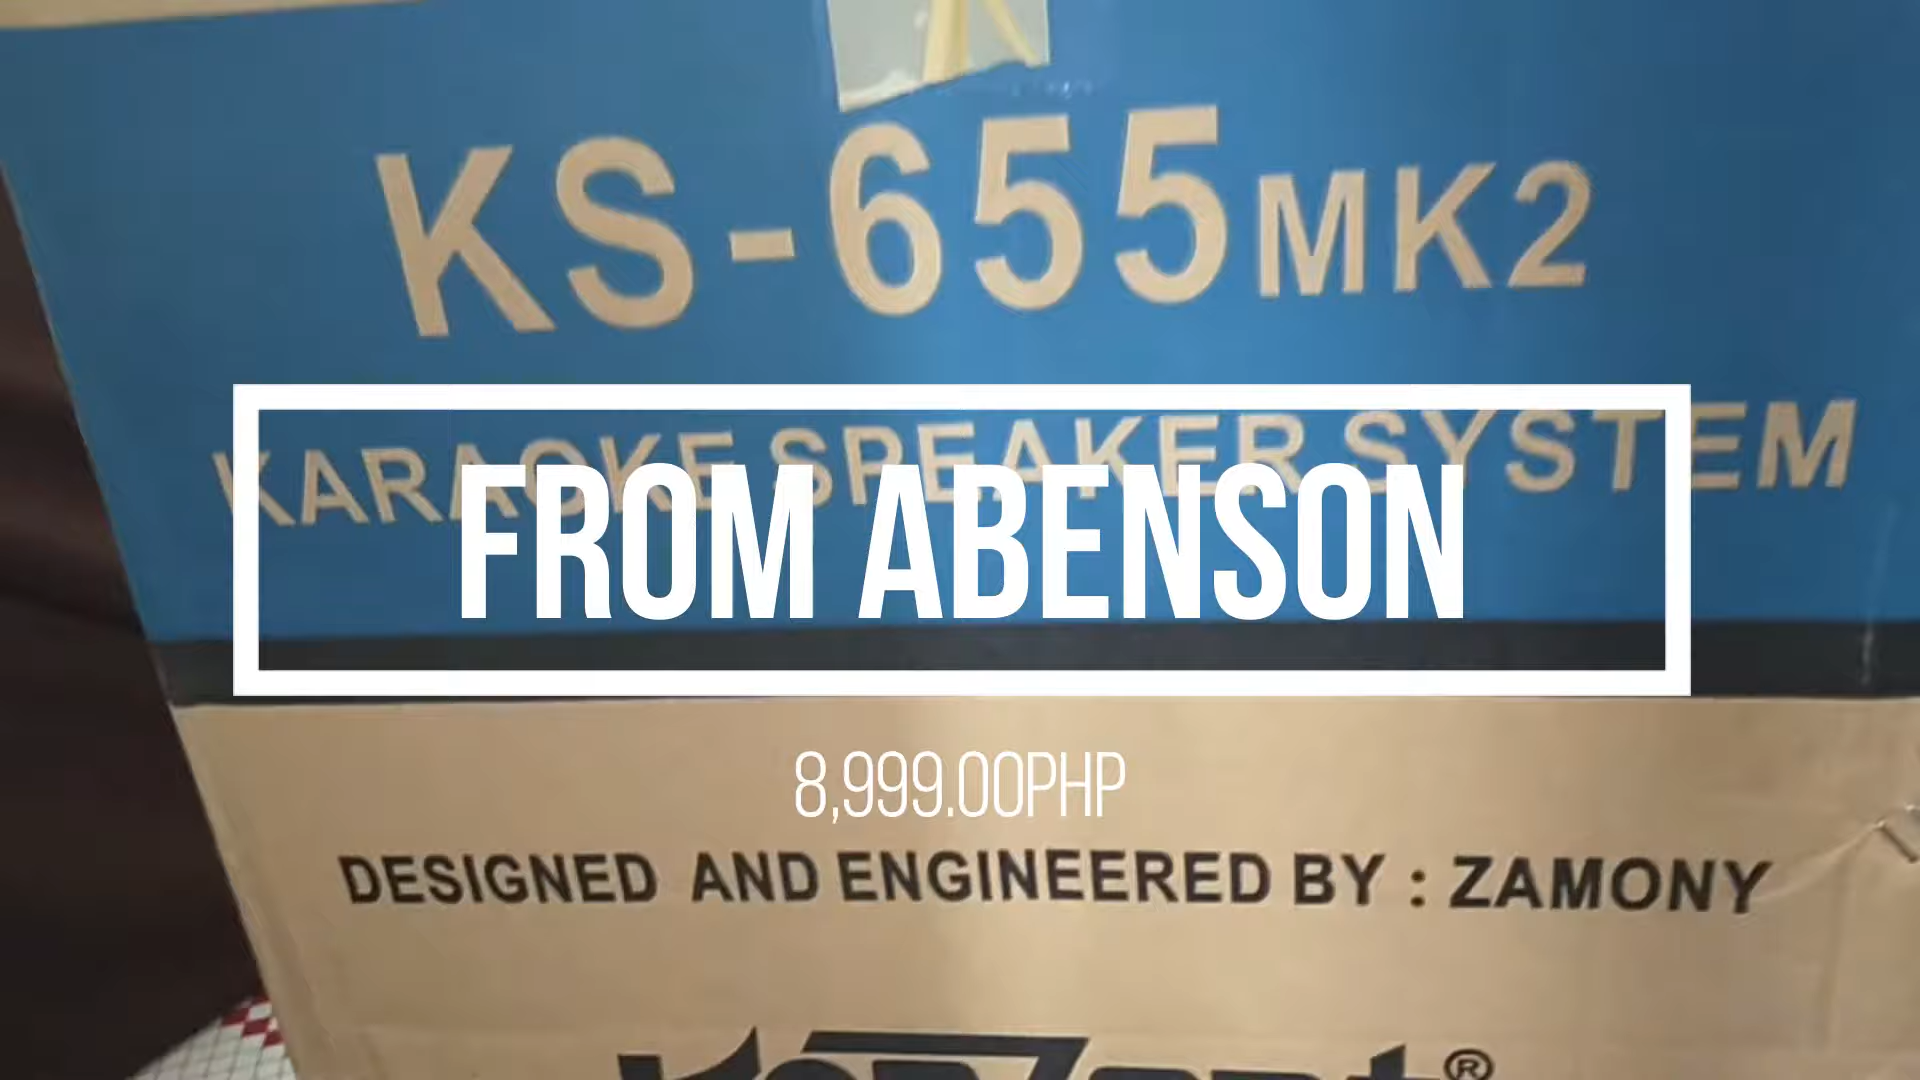 KS-655MK2
KARAOKE SPEAKER SYSTEM
FROM ABENSON
8,999.00PHP
DESIGNED AND ENGINEERED BY : ZAMONY